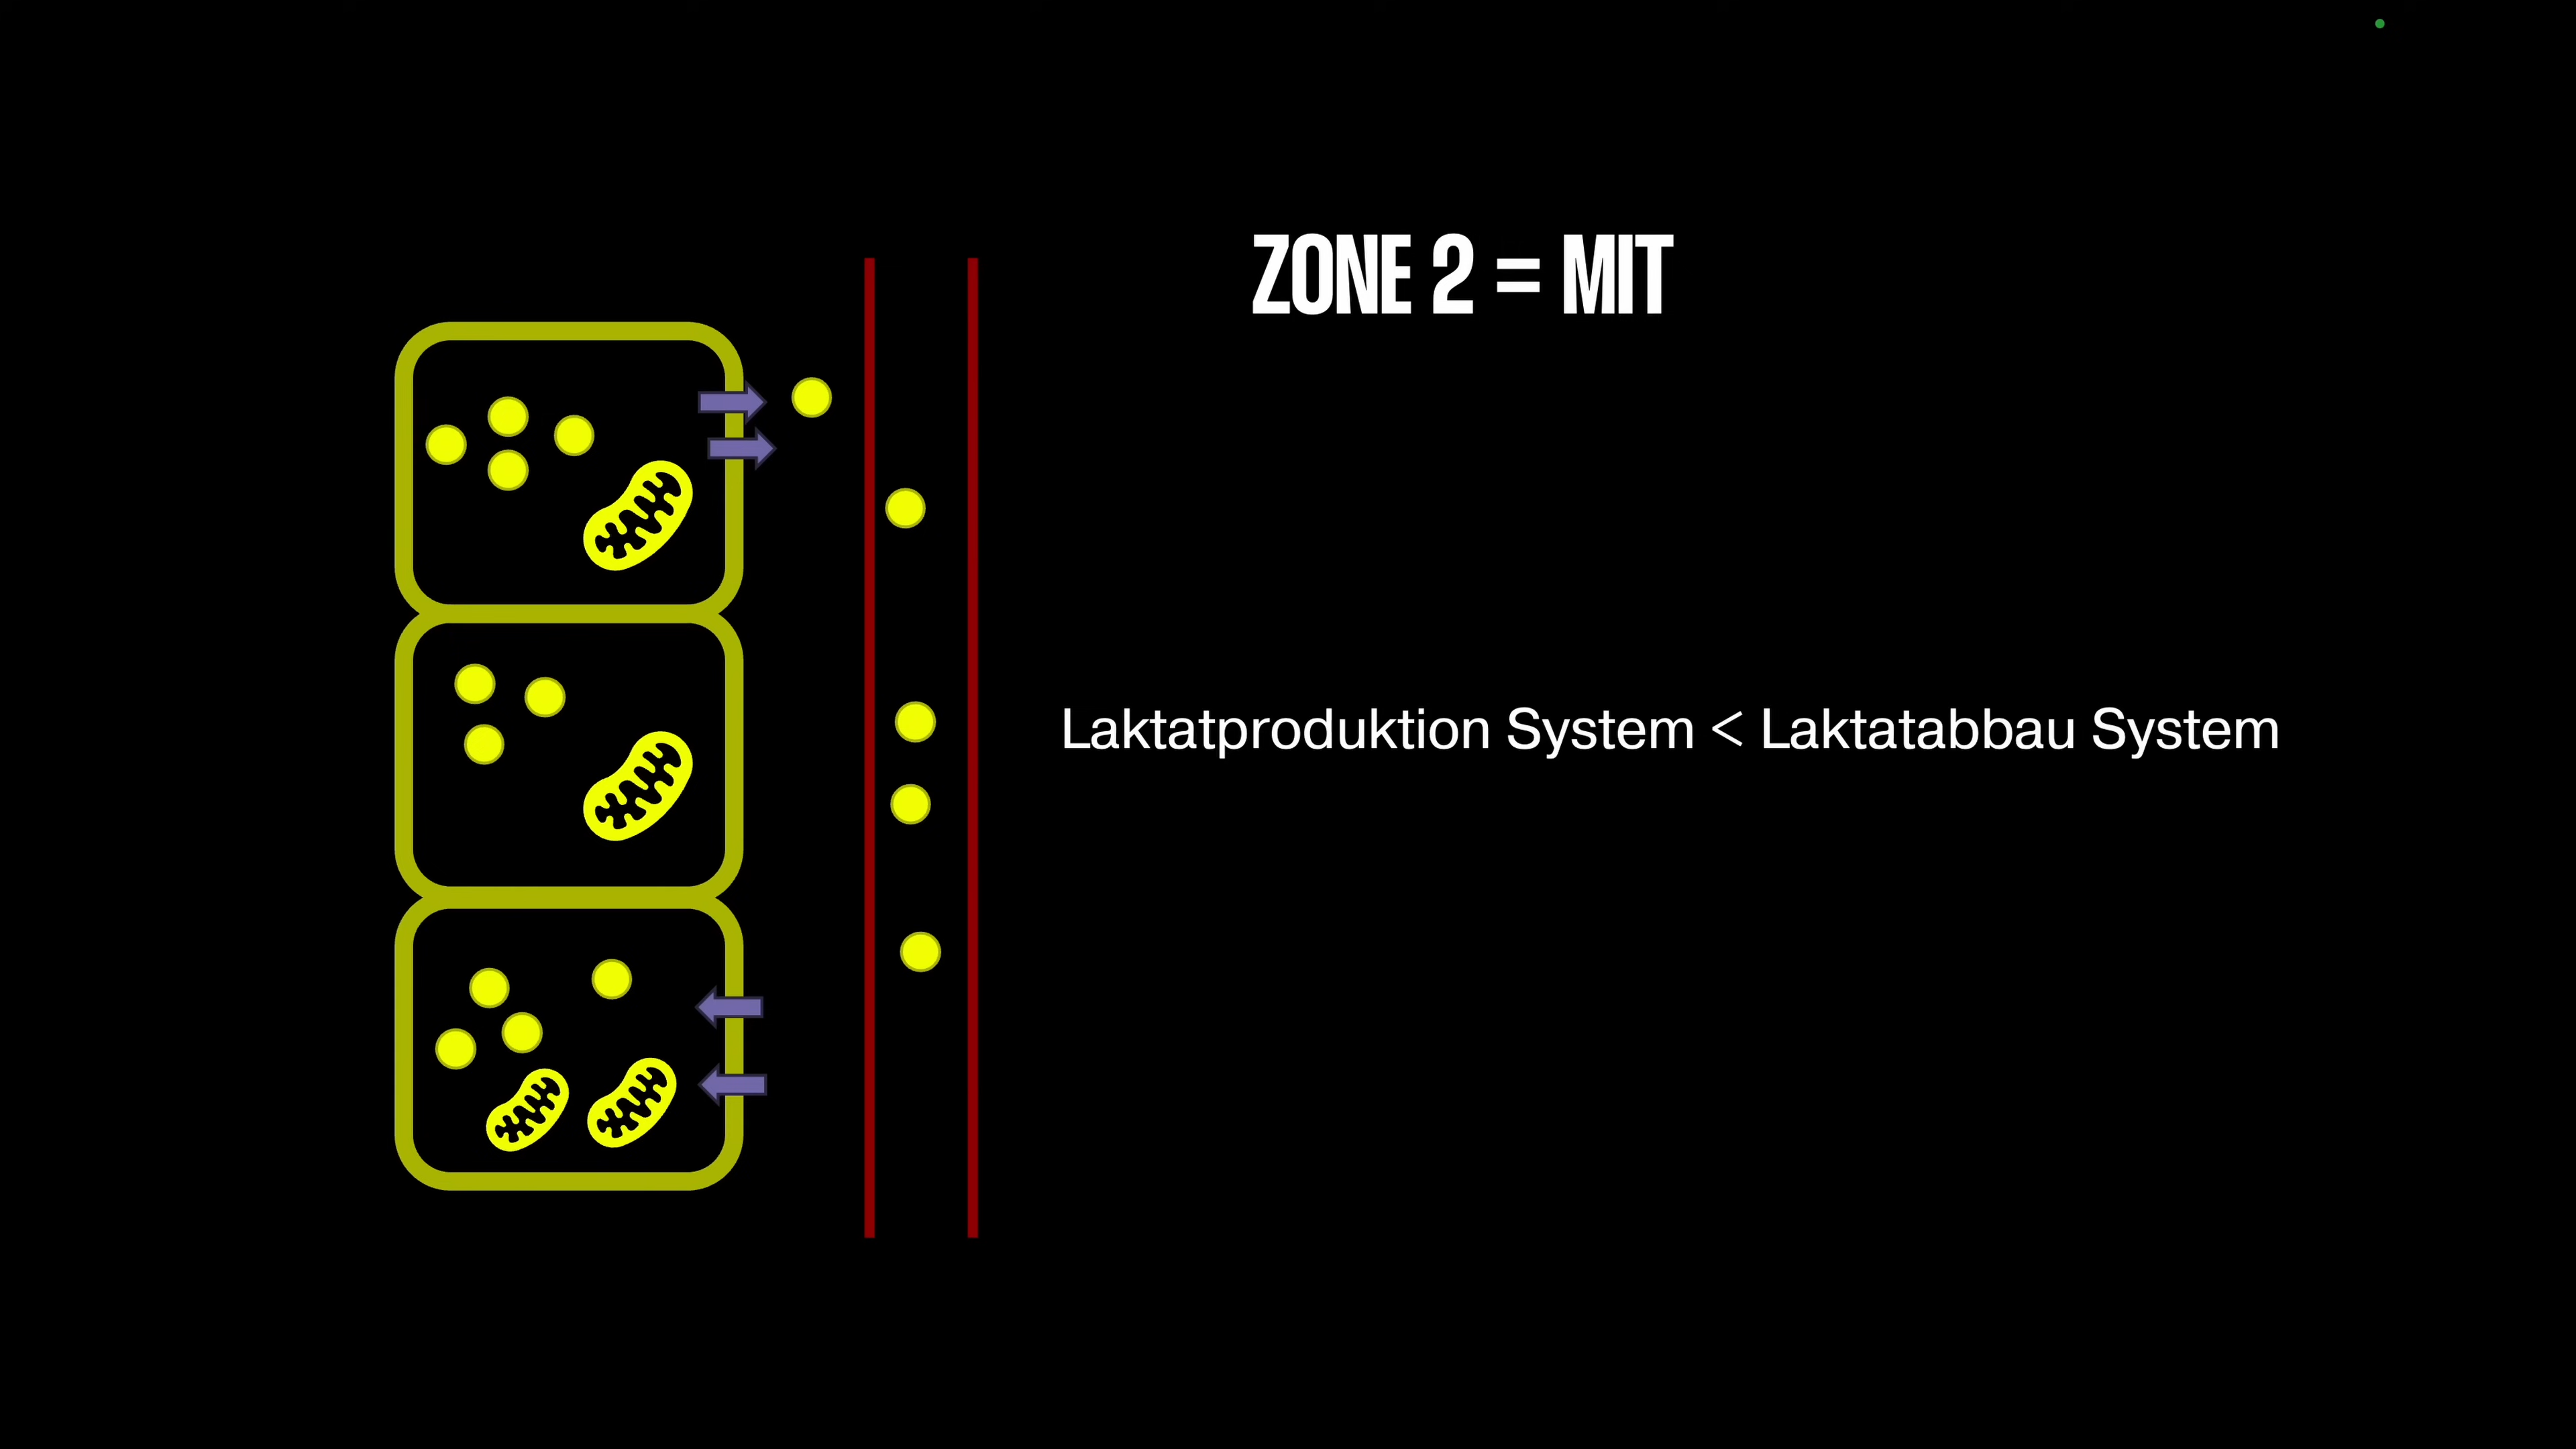 ZONE 2 = MIT
Laktatproduktion System < Laktatabbau System